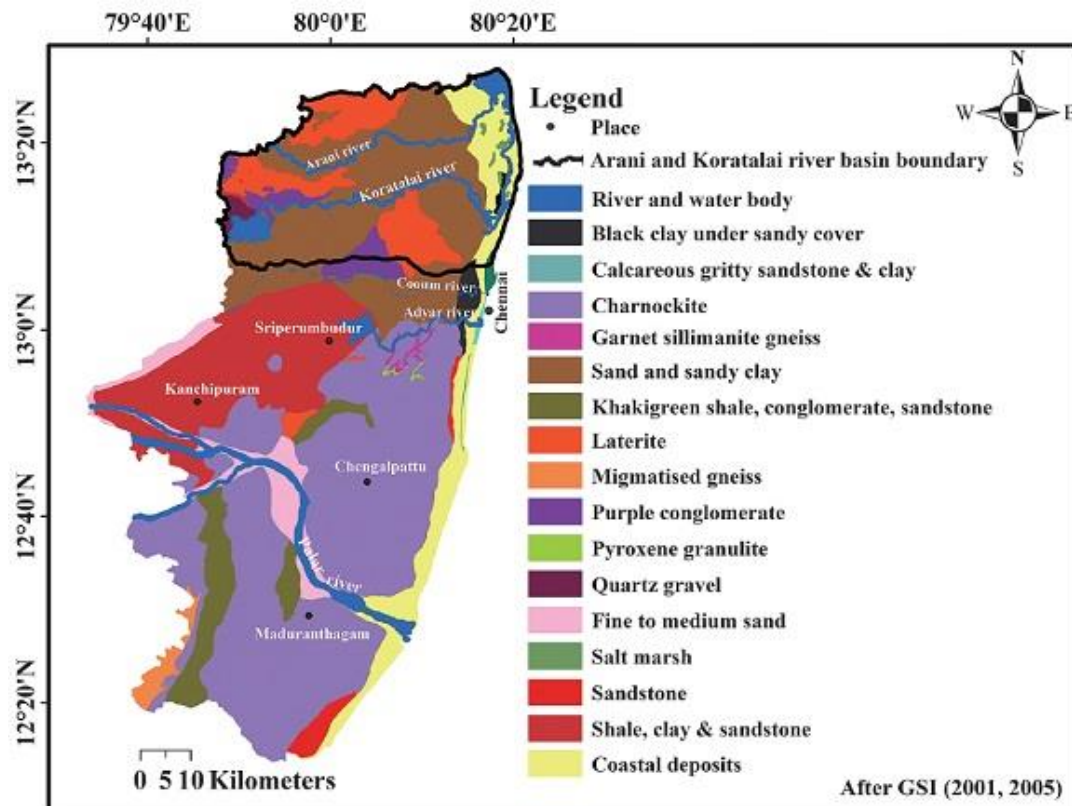 79°40'E 80°0'E 80°20'E
N
W E
S
Legend
Place
Arani and Koratalai river basin boundary
River and water body
Black clay under sandy cover
Calcareous gritty sandstone & clay
Charnockite
Garnet sillimanite gneiss
Sand and sandy clay
Khakigreen shale, conglomerate, sandstone
Laterite
Migmatised gneiss
Purple conglomerate
Pyroxene granulite
Quartz gravel
Fine to medium sand
Salt marsh
Sandstone
Shale, clay & sandstone
Coastal deposits
13°20'N
13°0'N
12°40'N
12°20'N
Arani river
Koratalai river
Cooum river
Adyar river
Chennai
Sriperumbudur
Kanchipuram
Chengalpattu
Palar river
Maduranthagam
0 5 10 Kilometers
After GSI (2001, 2005)